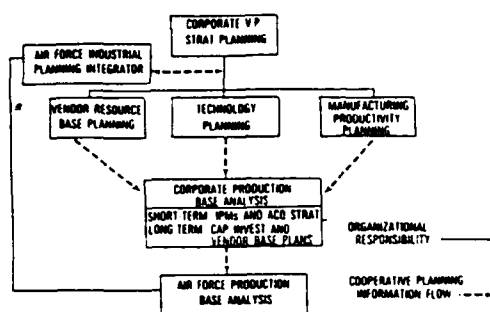 CORPORATE V P
STRAT PLANNING
AIR FORCE INDUSTRIAL
PLANNING INTEGRATOR
VENDOR RESOURCE
BASE PLANNING
TECHNOLOGY
PLANNING
MANUFACTURING
PRODUCTIVITY
PLANNING
CORPORATE PRODUCTION
BASE ANALYSIS
SHORT TERM IPMs AND ACQ STRAT
LONG TERM CAP INVEST AND
VENDOR BASE PLANS
ORGANIZATIONAL
RESPONSIBILITY
COOPERATIVE PLANNING
INFORMATION FLOW
AIR FORCE PRODUCTION
BASE ANALYSIS